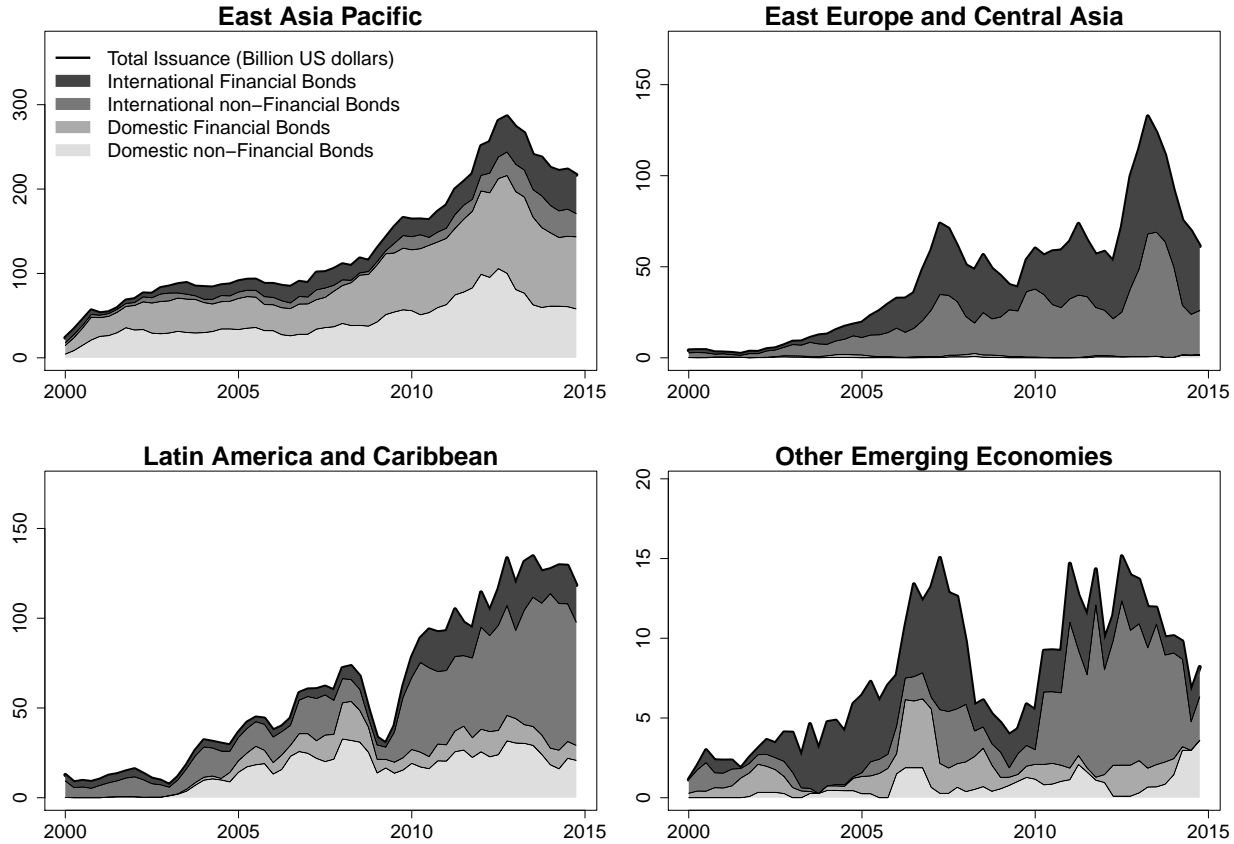 East Asia Pacific
Total Issuance (Billion US dollars)
International Financial Bonds
International non−Financial Bonds
Domestic Financial Bonds
Domestic non−Financial Bonds
300
200
100
0
2000 2005 2010 2015
East Europe and Central Asia
150
100
50
0
2000 2005 2010 2015
Latin America and Caribbean
150
100
50
0
2000 2005 2010 2015
Other Emerging Economies
20
15
10
5
0
2000 2005 2010 2015